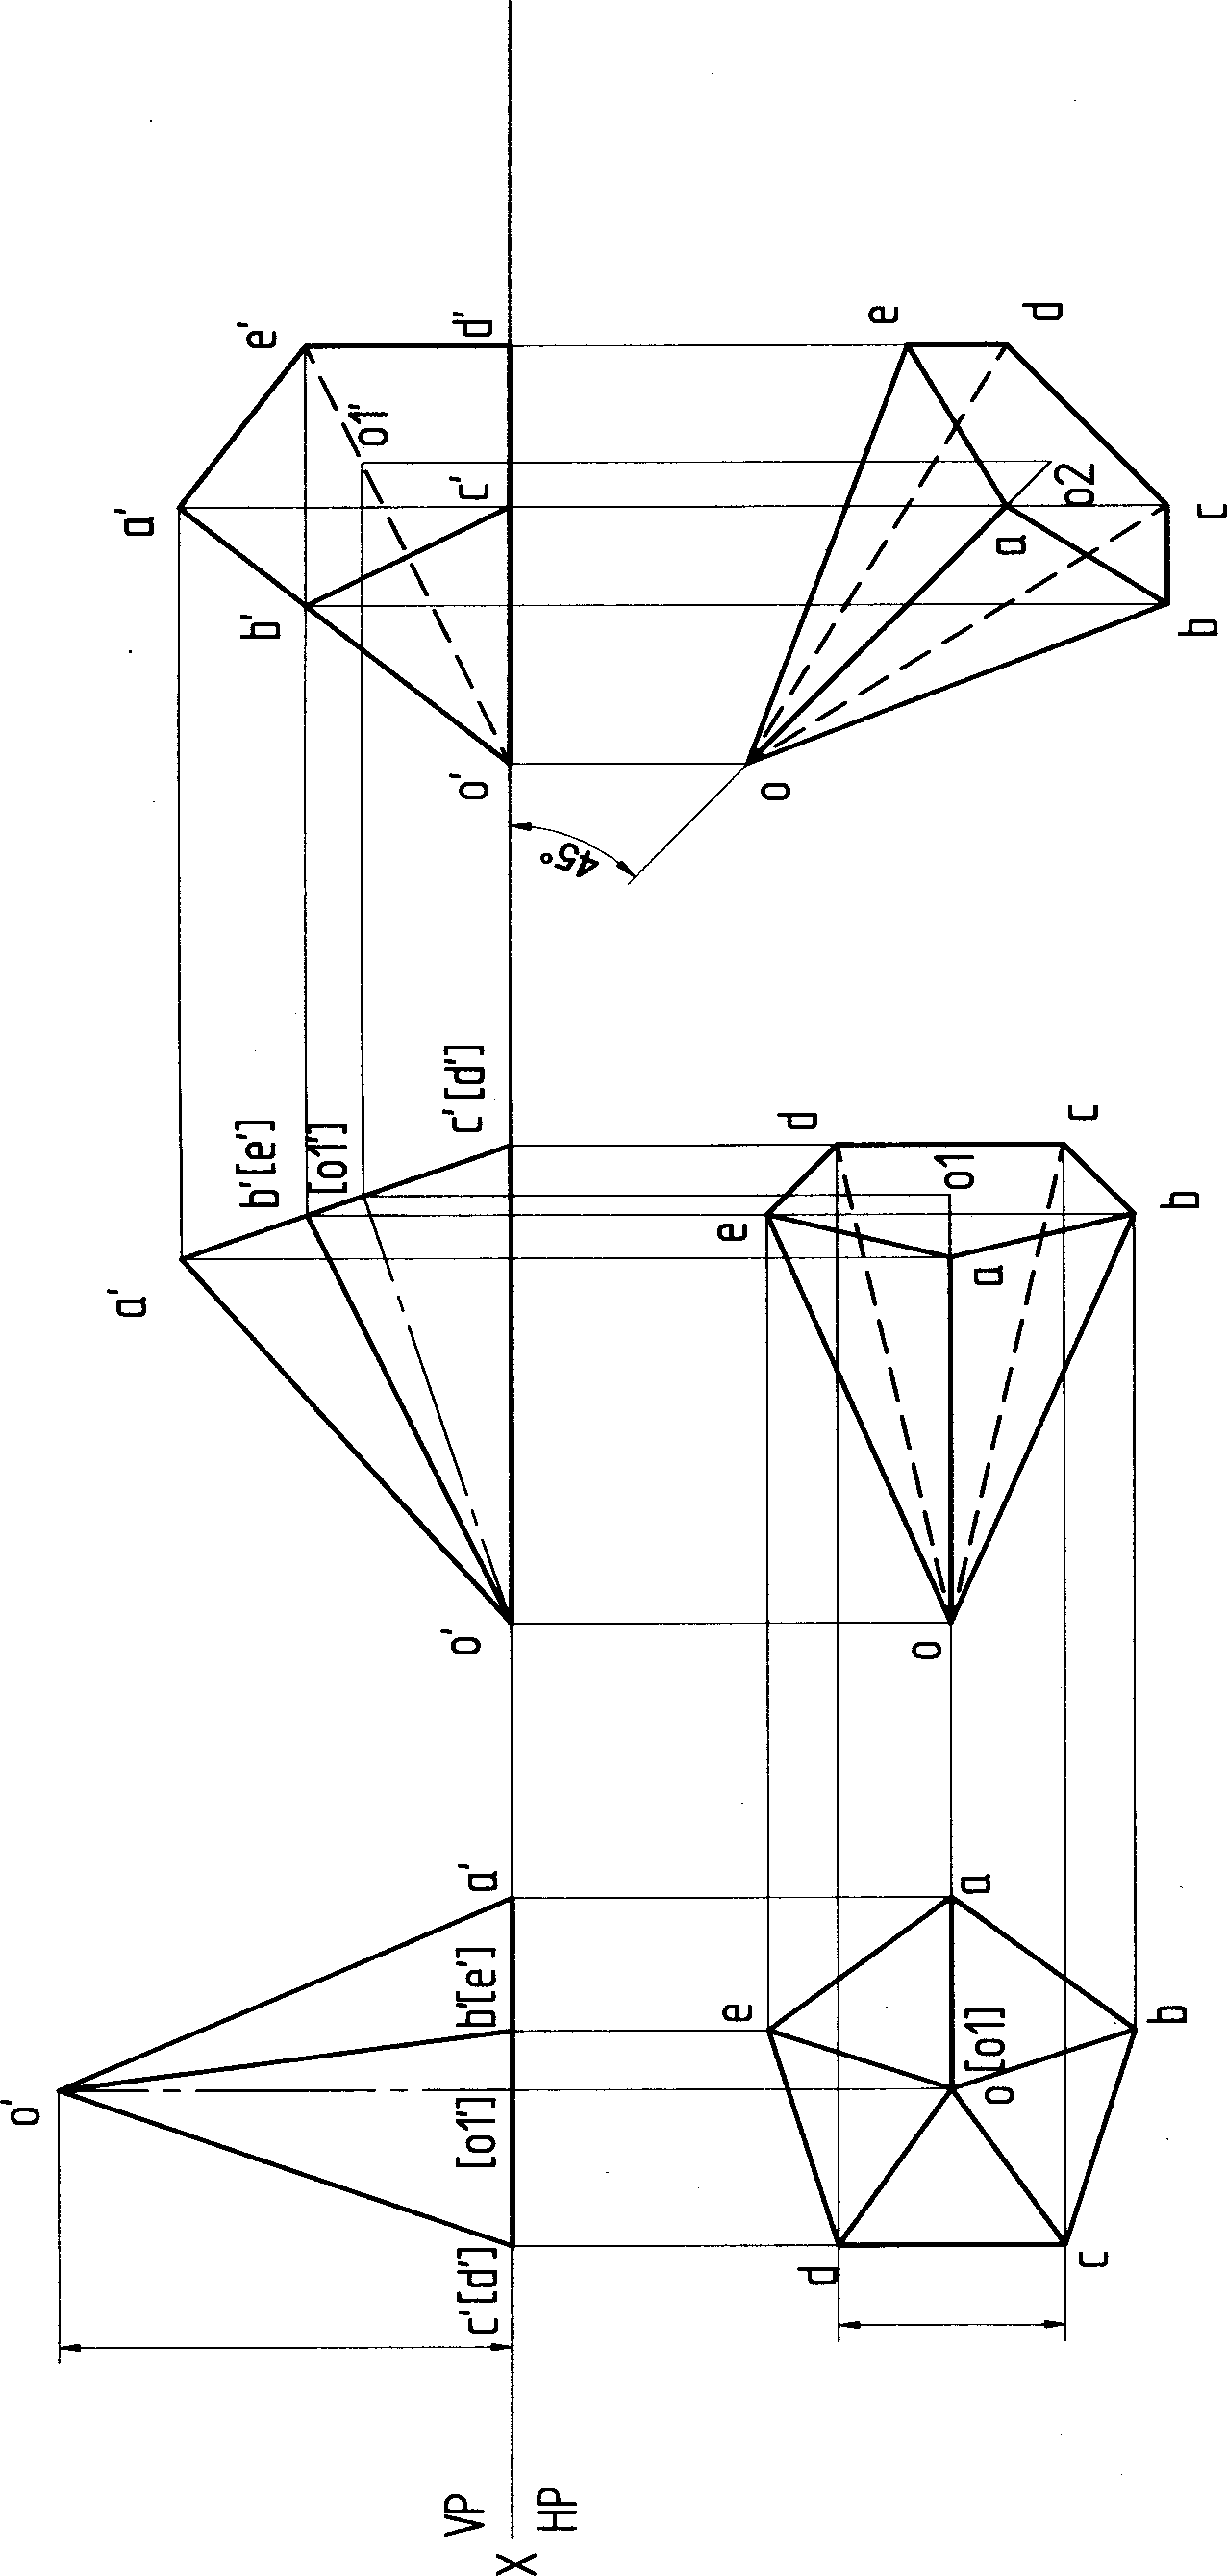 o'
c'[d']
[o1']
b'[e']
a'
VP
X
HP
d
e
o
[o1]
a
c
b
a'
b'[e']
[o1']
o'
c'[d']
e
d
o
a
o1
c
b
a'
e'
b'
o1'
o'
c'
d'
45°
e
o
d
a
o2
b
c